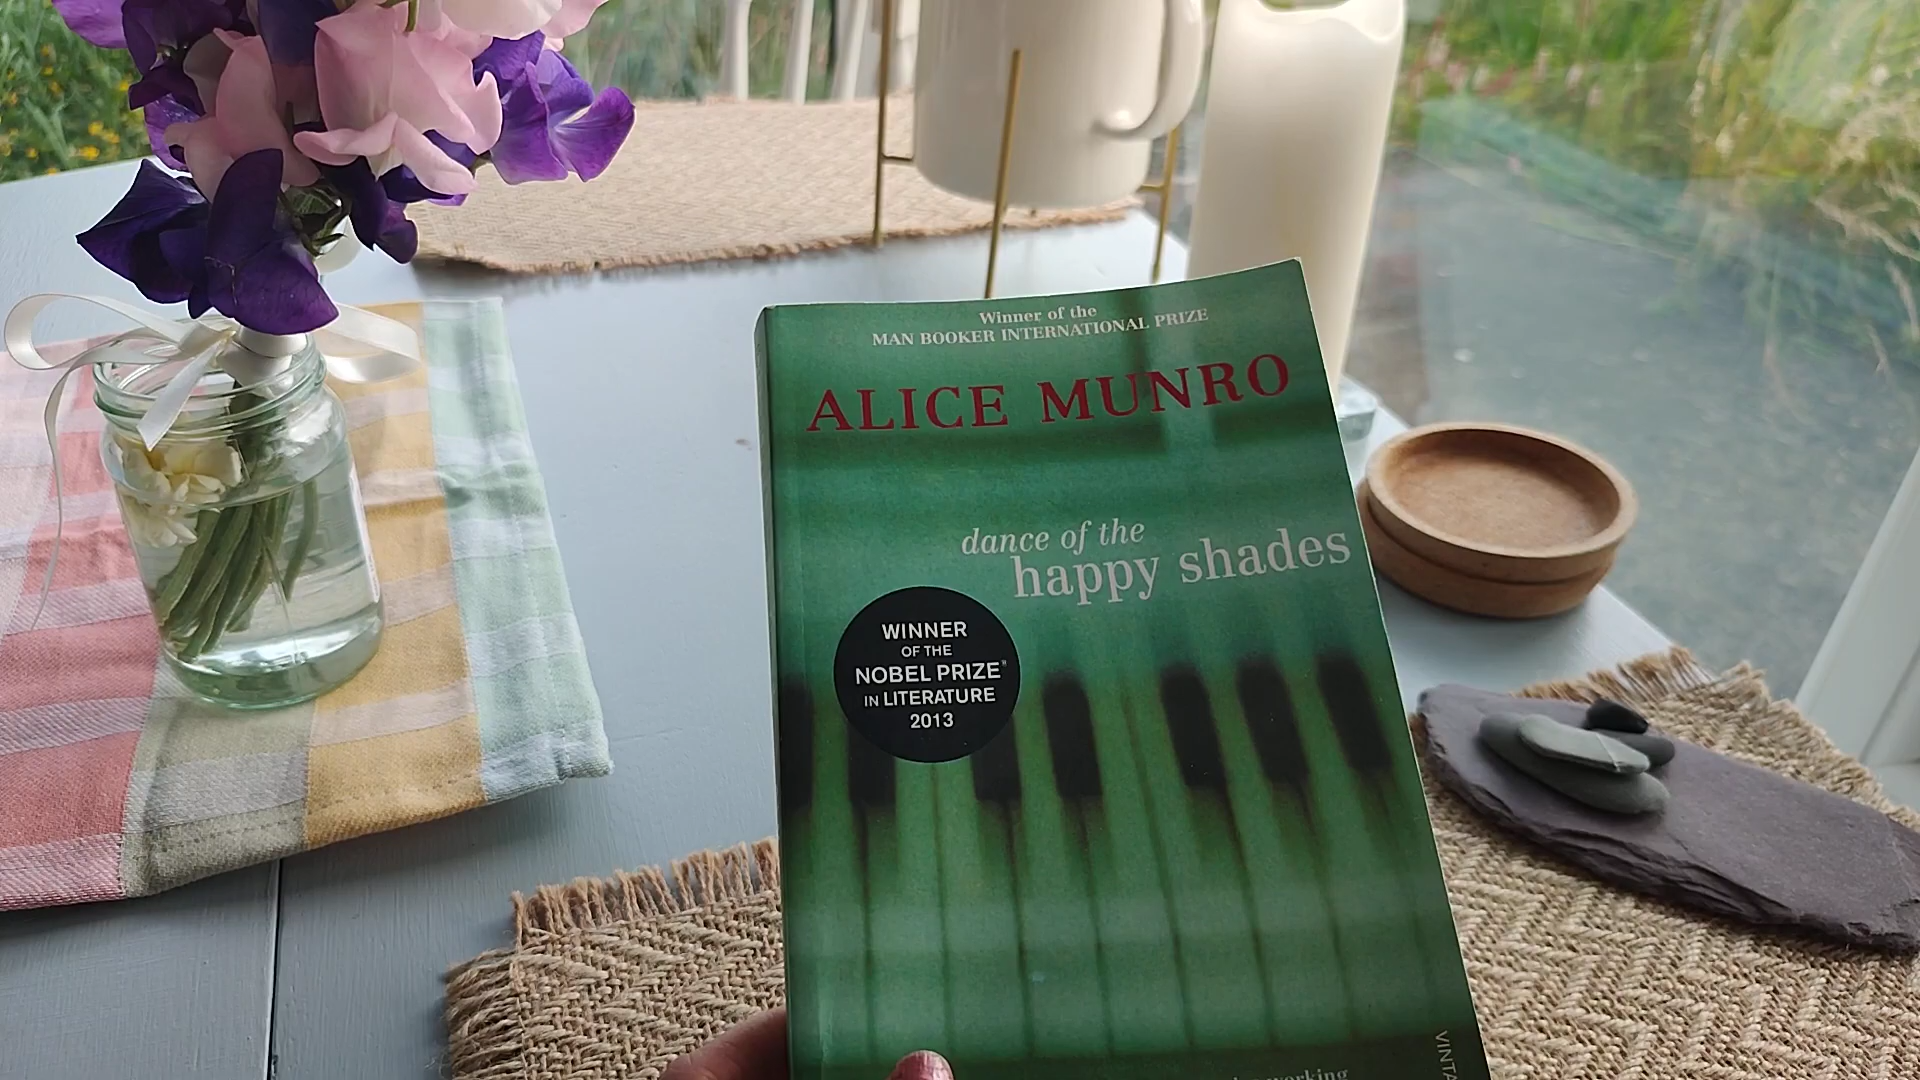 Winner of the
MAN BOOKER INTERNATIONAL PRIZE
ALICE MUNRO
dance of the
happy shades
WINNER
OF THE
NOBEL PRIZE®
IN LITERATURE
2013
working